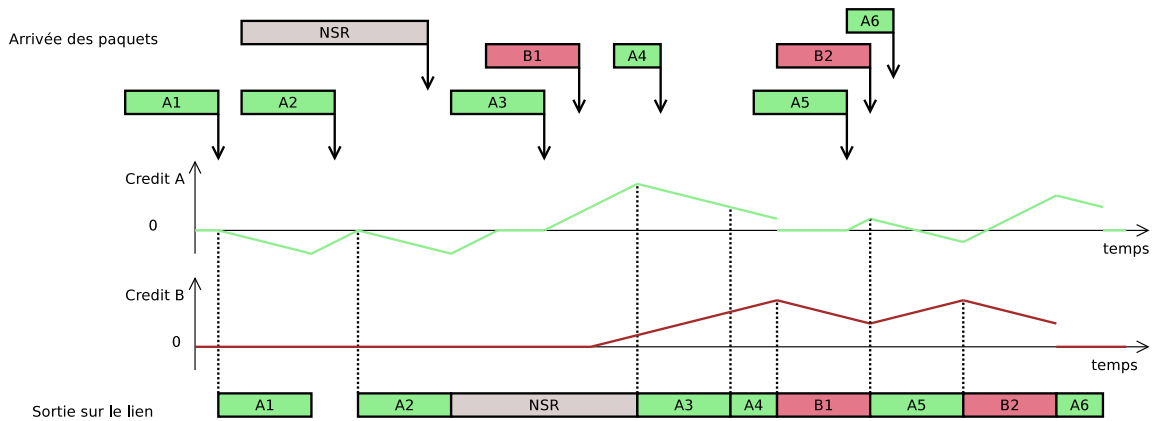 A6
NSR
Arrivée des paquets
B1
A4
B2
A1
A2
A3
A5
Credit A
0
temps
Credit B
0
temps
Sortie sur le lien
A1
A2
NSR
A3
A4
B1
A5
B2
A6